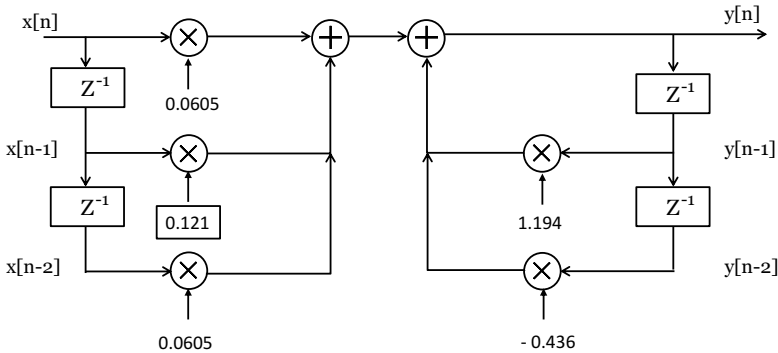 x[n]
y[n]
Z-1
0.0605
Z-1
x[n-1]
y[n-1]
Z-1
0.121
1.194
Z-1
x[n-2]
y[n-2]
0.0605
- 0.436